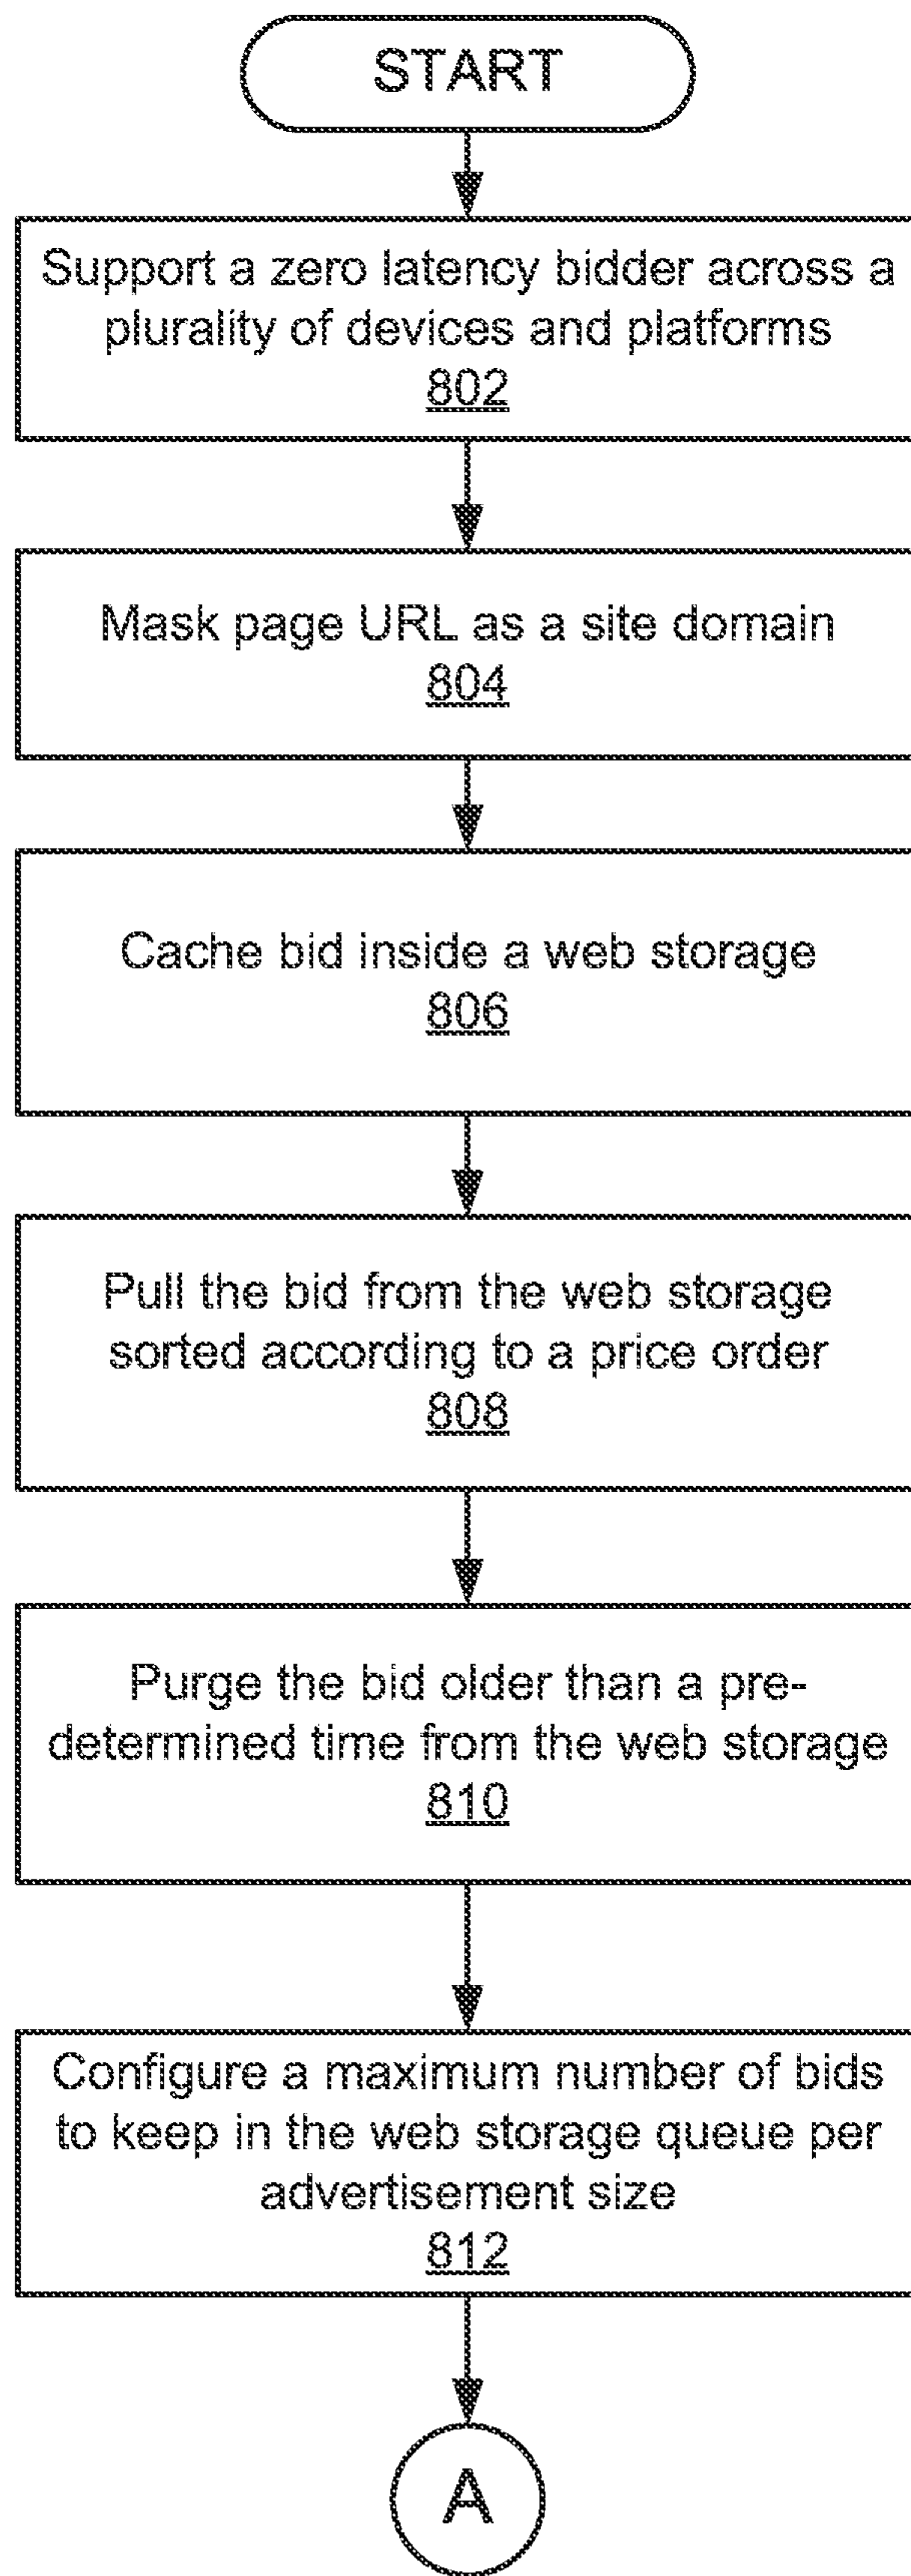 START
Support a zero latency bidder across a
plurality of devices and platforms
802
Mask page URL as a site domain
804
Cache bid inside a web storage
806
Pull the bid from the web storage
sorted according to a price order
808
Purge the bid older than a pre-
determined time from the web storage
810
Configure a maximum number of bids
to keep in the web storage queue per
advertisement size
812
A